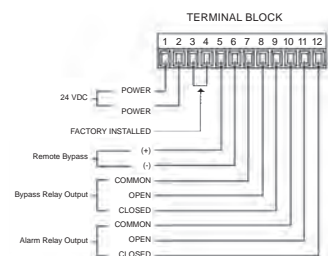 TERMINAL BLOCK
1 2 3 4 5 6 7 8 9 10 11 12
24 VDC
POWER
POWER
FACTORY INSTALLED
Remote Bypass
(+)
(-)
Bypass Relay Output
COMMON
OPEN
CLOSED
Alarm Relay Output
COMMON
OPEN
CLOSED